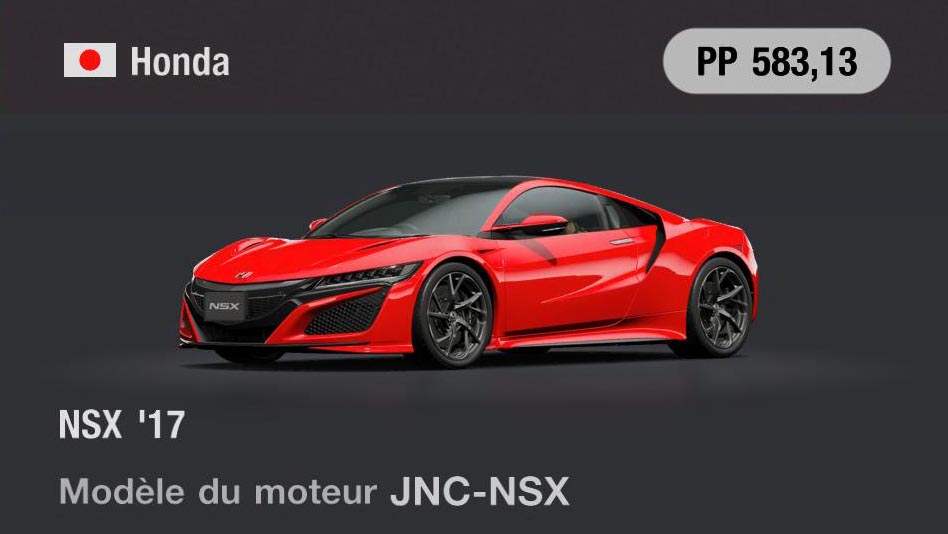 Honda
PP 583,13
NSX
NSX '17
Modèle du moteur JNC-NSX